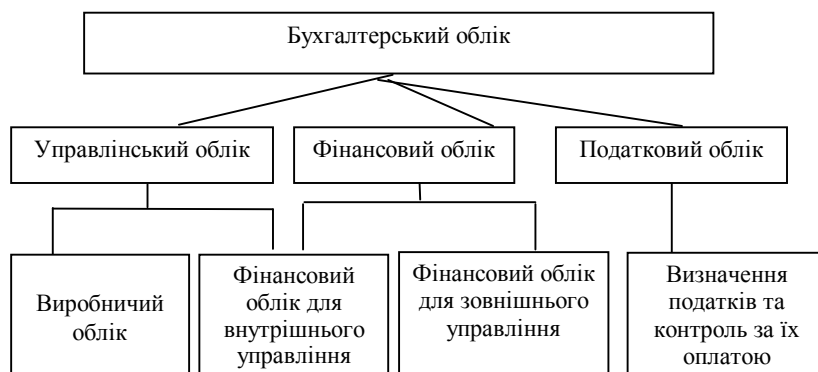 Бухгалтерський облік
Управлінський облік
Фінансовий облік
Податковий облік
Виробничий
облік
Фінансовий
облік для
внутрішнього
управління
Фінансовий облік
для зовнішнього
управління
Визначення
податків та
контроль за їх
оплатою